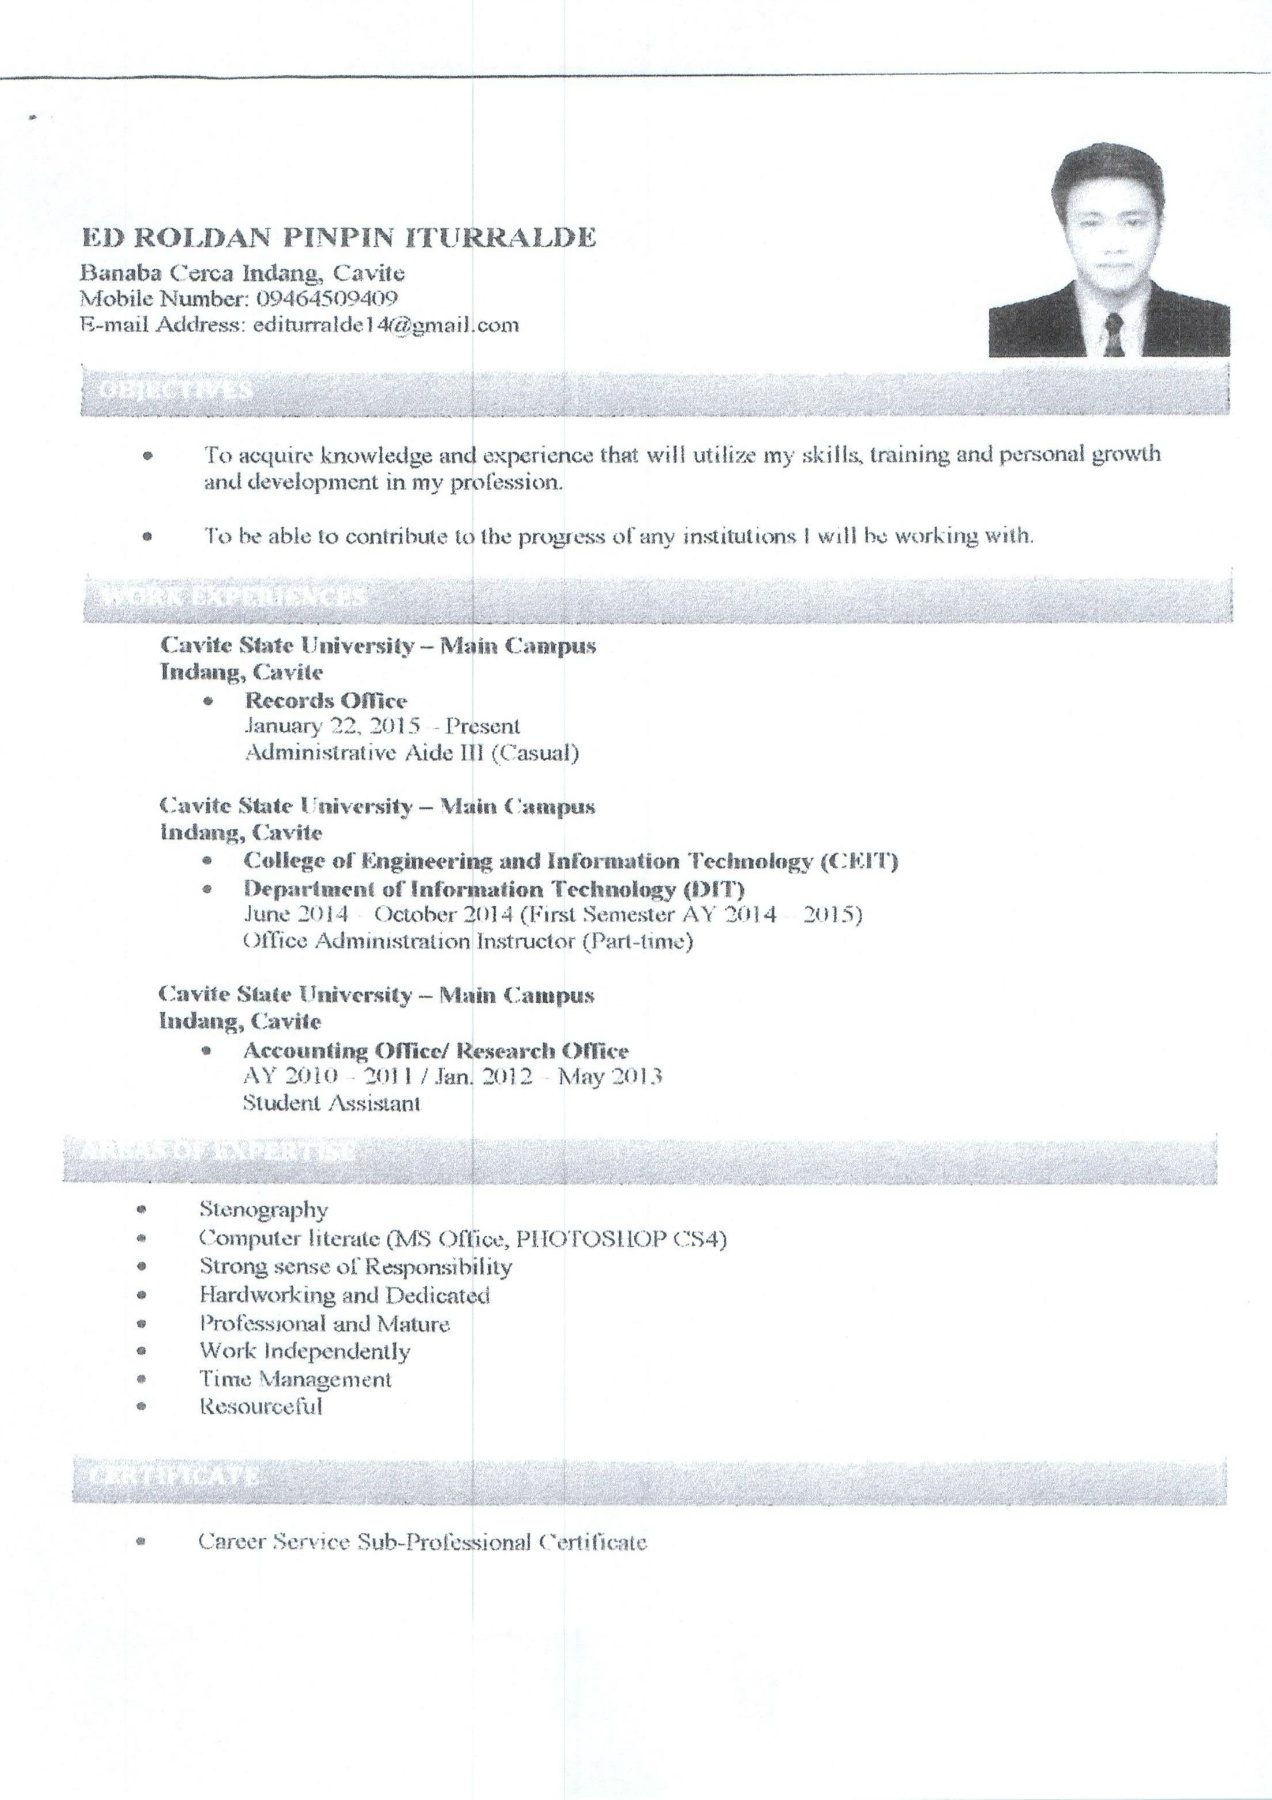 ED ROLDAN PINPIN ITURRALDE
Banaba Cerca Indang, Cavite
Mobile Number: 09464509409
E-mail Address: editurralde14@gmail.com
OBJECTIVES
• To acquire knowledge and experience that will utilize my skills, training and personal growth
and development in my profession.
• To be able to contribute to the progress of any institutions I will be working with.
WORK EXPERIENCES
Cavite State University – Main Campus
Indang, Cavite
• Records Office
January 22, 2015 - Present
Administrative Aide III (Casual)
Cavite State University – Main Campus
Indang, Cavite
• College of Engineering and Information Technology (CEIT)
• Department of Information Technology (DIT)
June 2014 - October 2014 (First Semester AY 2014 - 2015)
Office Administration Instructor (Part-time)
Cavite State University – Main Campus
Indang, Cavite
• Accounting Office/ Research Office
AY 2010 - 2011 / Jan. 2012 - May 2013
Student Assistant
AREAS OF EXPERTISE
• Stenography
• Computer literate (MS Office, PHOTOSHOP CS4)
• Strong sense of Responsibility
• Hardworking and Dedicated
• Professional and Mature
• Work Independently
• Time Management
• Resourceful
CERTIFICATE
• Career Service Sub-Professional Certificate